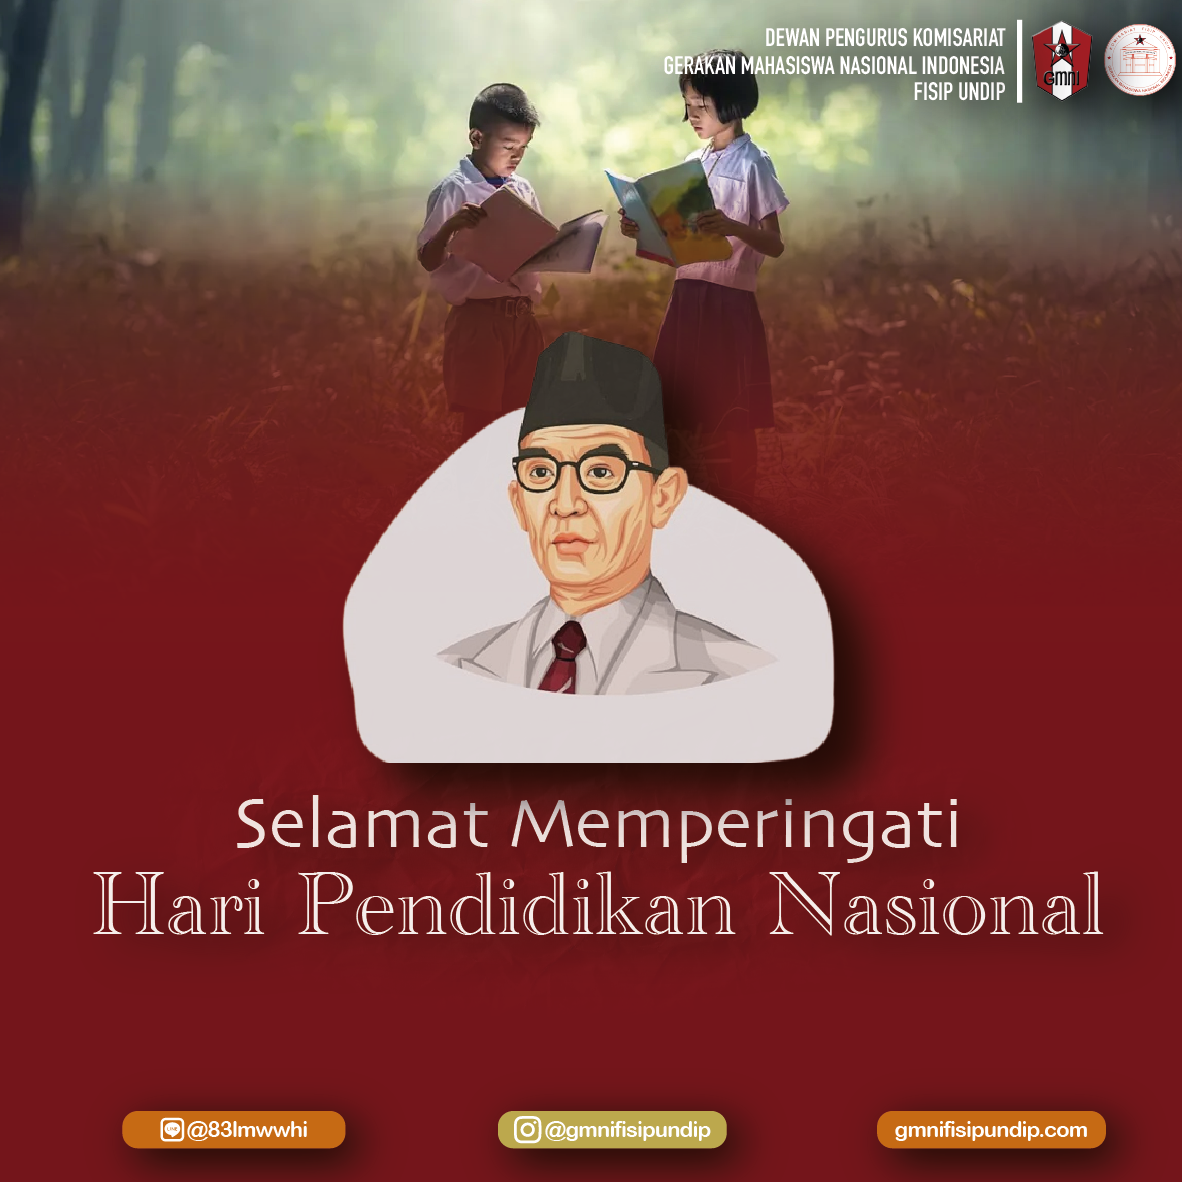 DEWAN PENGURUS KOMISARIAT
GERAKAN MAHASISWA NASIONAL INDONESIA
FISIP UNDIP
GMNI
Selamat Memperingati
Hari Pendidikan Nasional
@83lmwwhi
@gmnifisipundip
gmnifisipundip.com